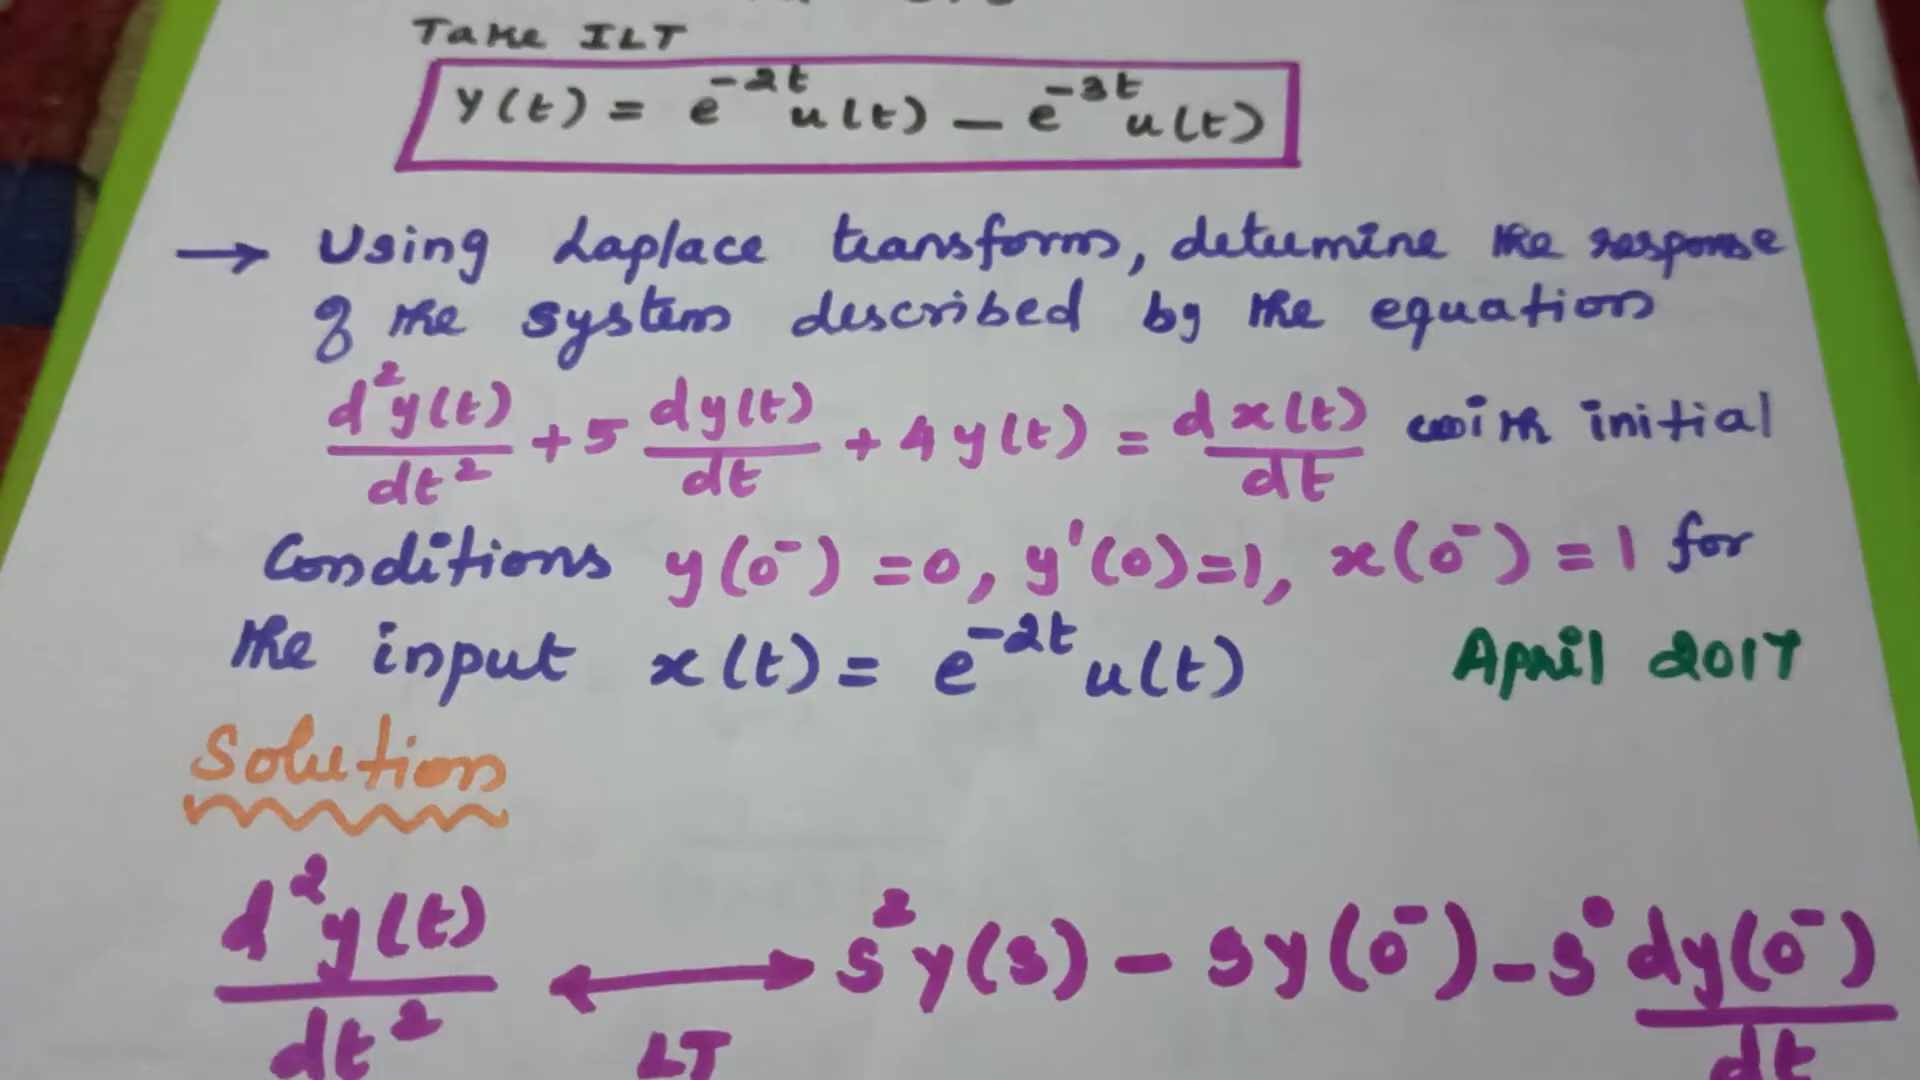 Take ILT
y(t) = e^{-2t} u(t) — e^{-3t} u(t)
→ Using Laplace transforms, determine the response
of the system described by the equation
d²y(t)/dt² + 5 dy(t)/dt + 4y(t) = dx(t)/dt with initial
Conditions y(0⁻) = 0, y'(0) = 1, x(0⁻) = 1 for
the input x(t) = e^{-2t} u(t) April 2017
Solution
d²y(t)/dt² ⟷ LT s²y(s) – sy(0⁻) – s⁰ dy(0⁻)/dt